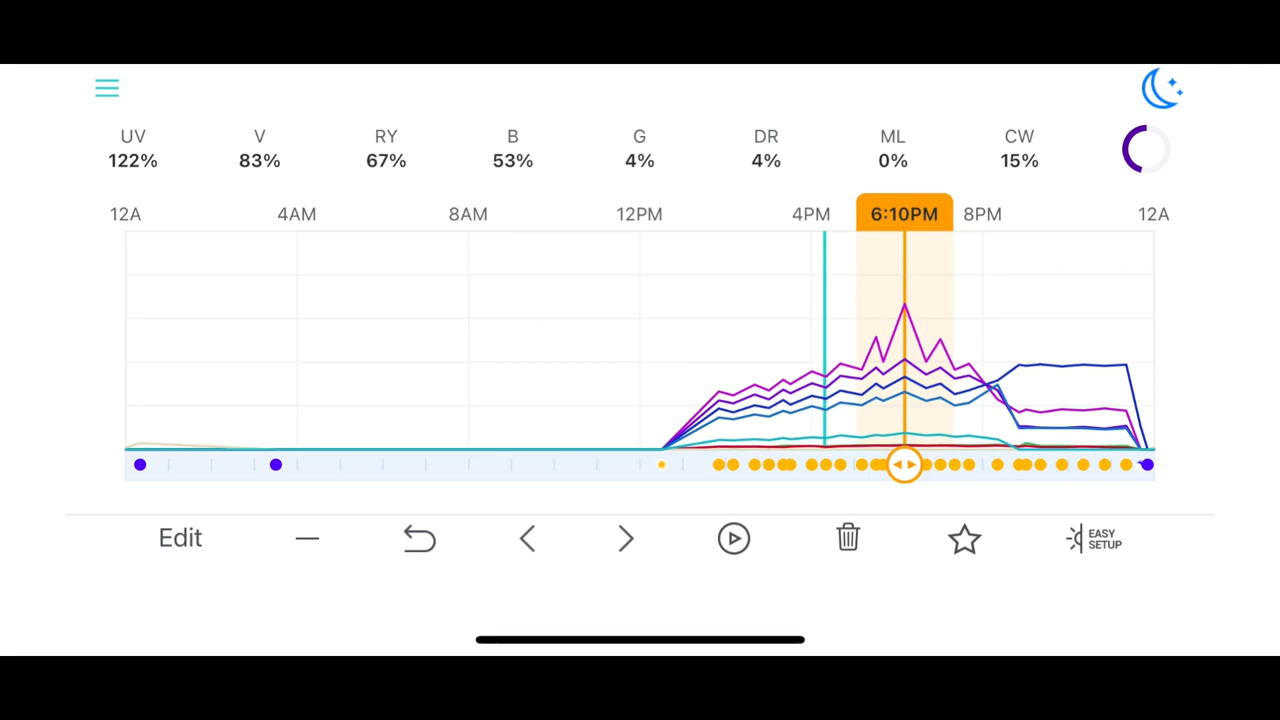 UV V RY B G DR ML CW
122% 83% 67% 53% 4% 4% 0% 15%
12A 4AM 8AM 12PM 4PM 6:10PM 8PM 12A
Edit
EASY
SETUP